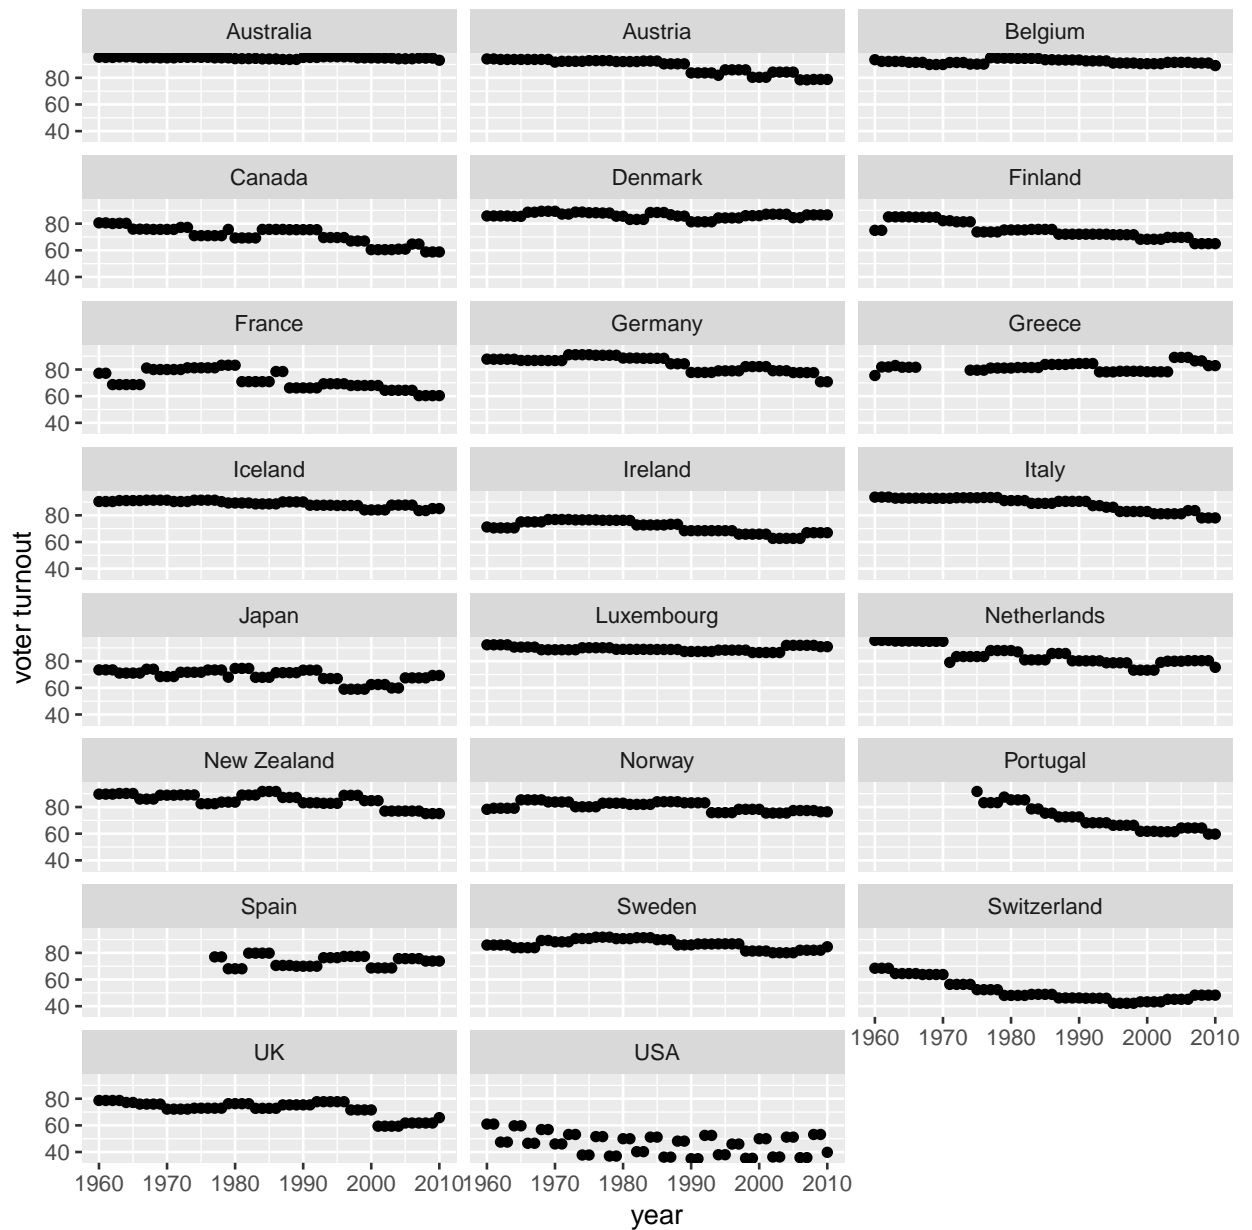 Australia Austria Belgium
80
60
40
Canada Denmark Finland
80
60
40
France Germany Greece
80
60
40
Iceland Ireland Italy
80
60
40
voter turnout
Japan Luxembourg Netherlands
80
60
40
New Zealand Norway Portugal
80
60
40
Spain Sweden Switzerland
80
60
40
1960 1970 1980 1990 2000 2010
UK USA
80
60
40
1960 1970 1980 1990 2000 2010 1960 1970 1980 1990 2000 2010
year